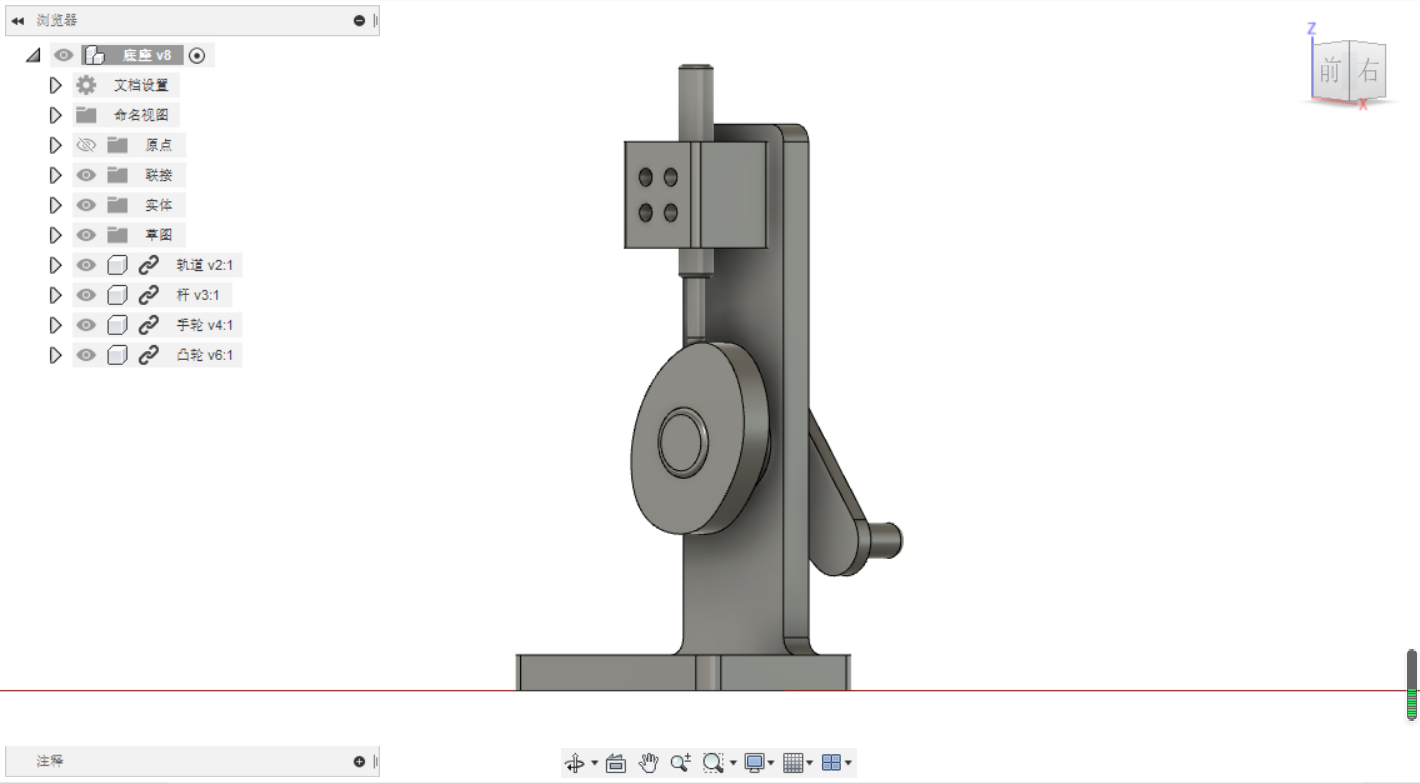 浏览器
底座 v8
文档设置
命名视图
原点
联接
实体
草图
轨道 v2:1
杆 v3:1
手轮 v4:1
凸轮 v6:1
Z
前 右
X
注释